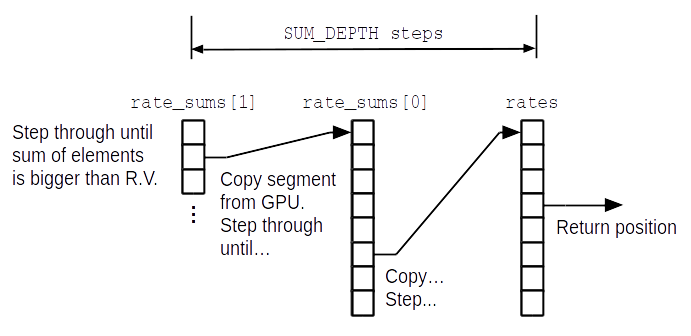 SUM_DEPTH steps
rate_sums[1]
rate_sums[0]
rates
Step through until
sum of elements
is bigger than R.V.
Copy segment
from GPU.
Step through
until…
Copy…
Step...
Return position